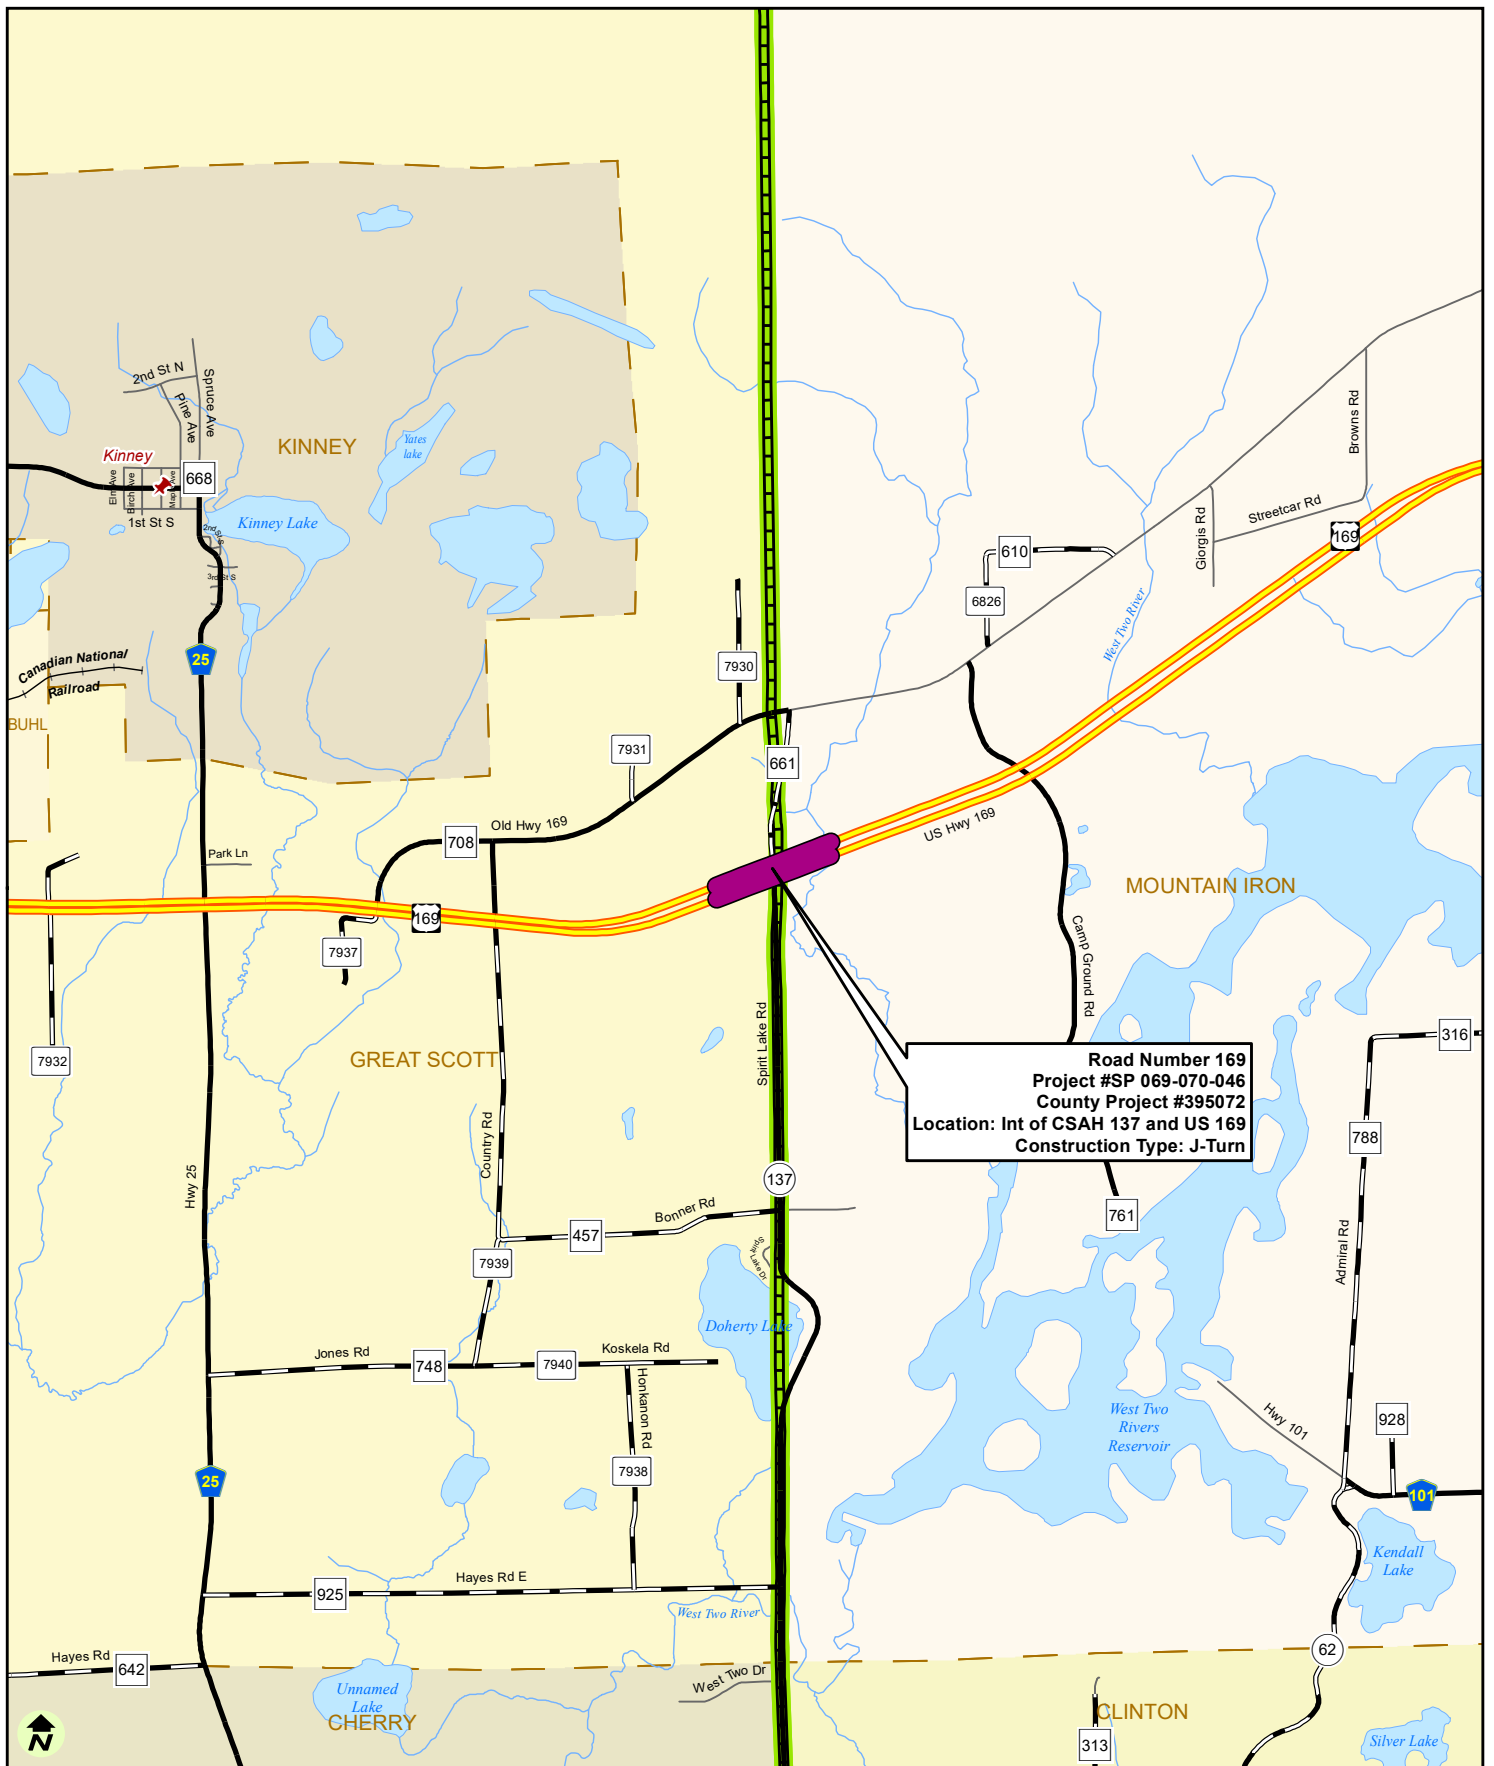 2nd St N
Spruce Ave
Pine Ave
KINNEY
Yates
lake
Kinney
668
Elm Ave
Birch Ave
Maple Ave
1st St S
2nd St S
3rd St S
Kinney Lake
Browns Rd
Streetcar Rd
Giorgis Rd
169
610
6826
West Two River
25
Canadian National
Railroad
BUHL
7930
7931
661
Old Hwy 169
708
Park Ln
US Hwy 169
MOUNTAIN IRON
169
7937
Camp Ground Rd
7932
GREAT SCOTT
Spirit Lake Rd
316
Road Number 169
Project #SP 069-070-046
County Project #395072
Location: Int of CSAH 137 and US 169
Construction Type: J-Turn
788
Country Rd
Hwy 25
137
Bonner Rd
457
761
7939
Spirit Lake Dr
Admiral Rd
Doherty Lake
Jones Rd
748
7940
Koskela Rd
Honkanon Rd
West Two
Rivers
Reservoir
Hwy 101
928
25
7938
101
Kendall
Lake
Hayes Rd E
925
West Two River
Hayes Rd
642
62
West Two Dr
Unnamed
Lake
CHERRY
CLINTON
313
Silver Lake
N